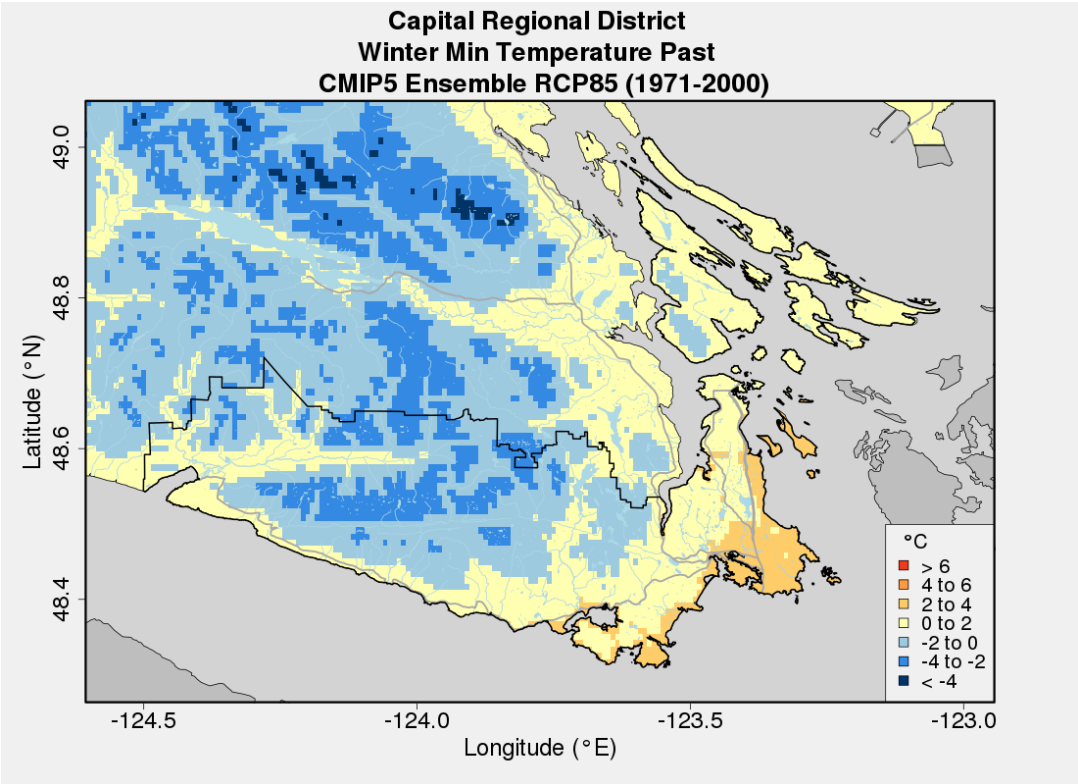 Capital Regional District
Winter Min Temperature Past
CMIP5 Ensemble RCP85 (1971-2000)
49.0
48.8
48.6
48.4
Latitude (°N)
°C
> 6
4 to 6
2 to 4
0 to 2
-2 to 0
-4 to -2
< -4
-124.5
-124.0
-123.5
-123.0
Longitude (°E)